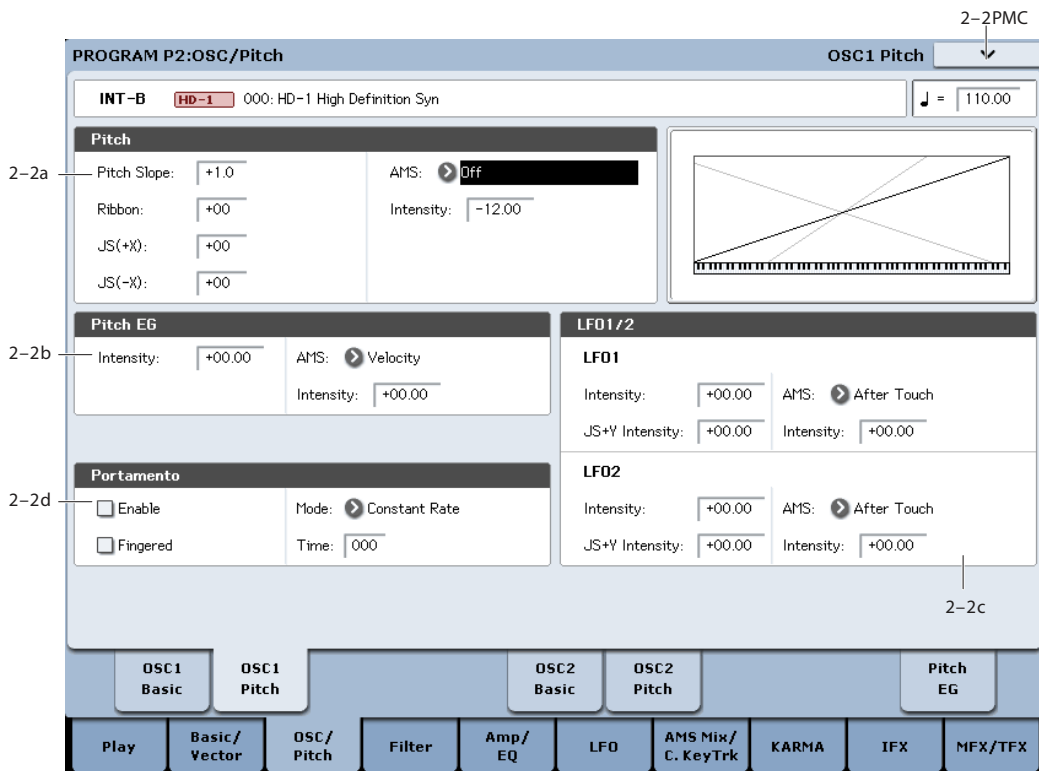 2–2PMC
PROGRAM P2:OSC/Pitch OSC1 Pitch
INT-B HD-1 000: HD-1 High Definition Syn ♩ = 110.00
Pitch
2–2a Pitch Slope: +1.0 AMS: Off
Ribbon: +00 Intensity: -12.00
JS(+X): +00
JS(-X): +00
Pitch EG LFO1/2
2–2b Intensity: +00.00 AMS: Velocity LFO1
Intensity: +00.00 Intensity: +00.00 AMS: After Touch
JS+Y Intensity: +00.00 Intensity: +00.00
Portamento LFO2
2–2d Enable Mode: Constant Rate Intensity: +00.00 AMS: After Touch
Fingered Time: 000 JS+Y Intensity: +00.00 Intensity: +00.00
2–2c
OSC1 Basic OSC1 Pitch OSC2 Basic OSC2 Pitch Pitch EG
Play Basic/Vector OSC/Pitch Filter Amp/EQ LFO AMS Mix/C. KeyTrk KARMA IFX MFX/TFX